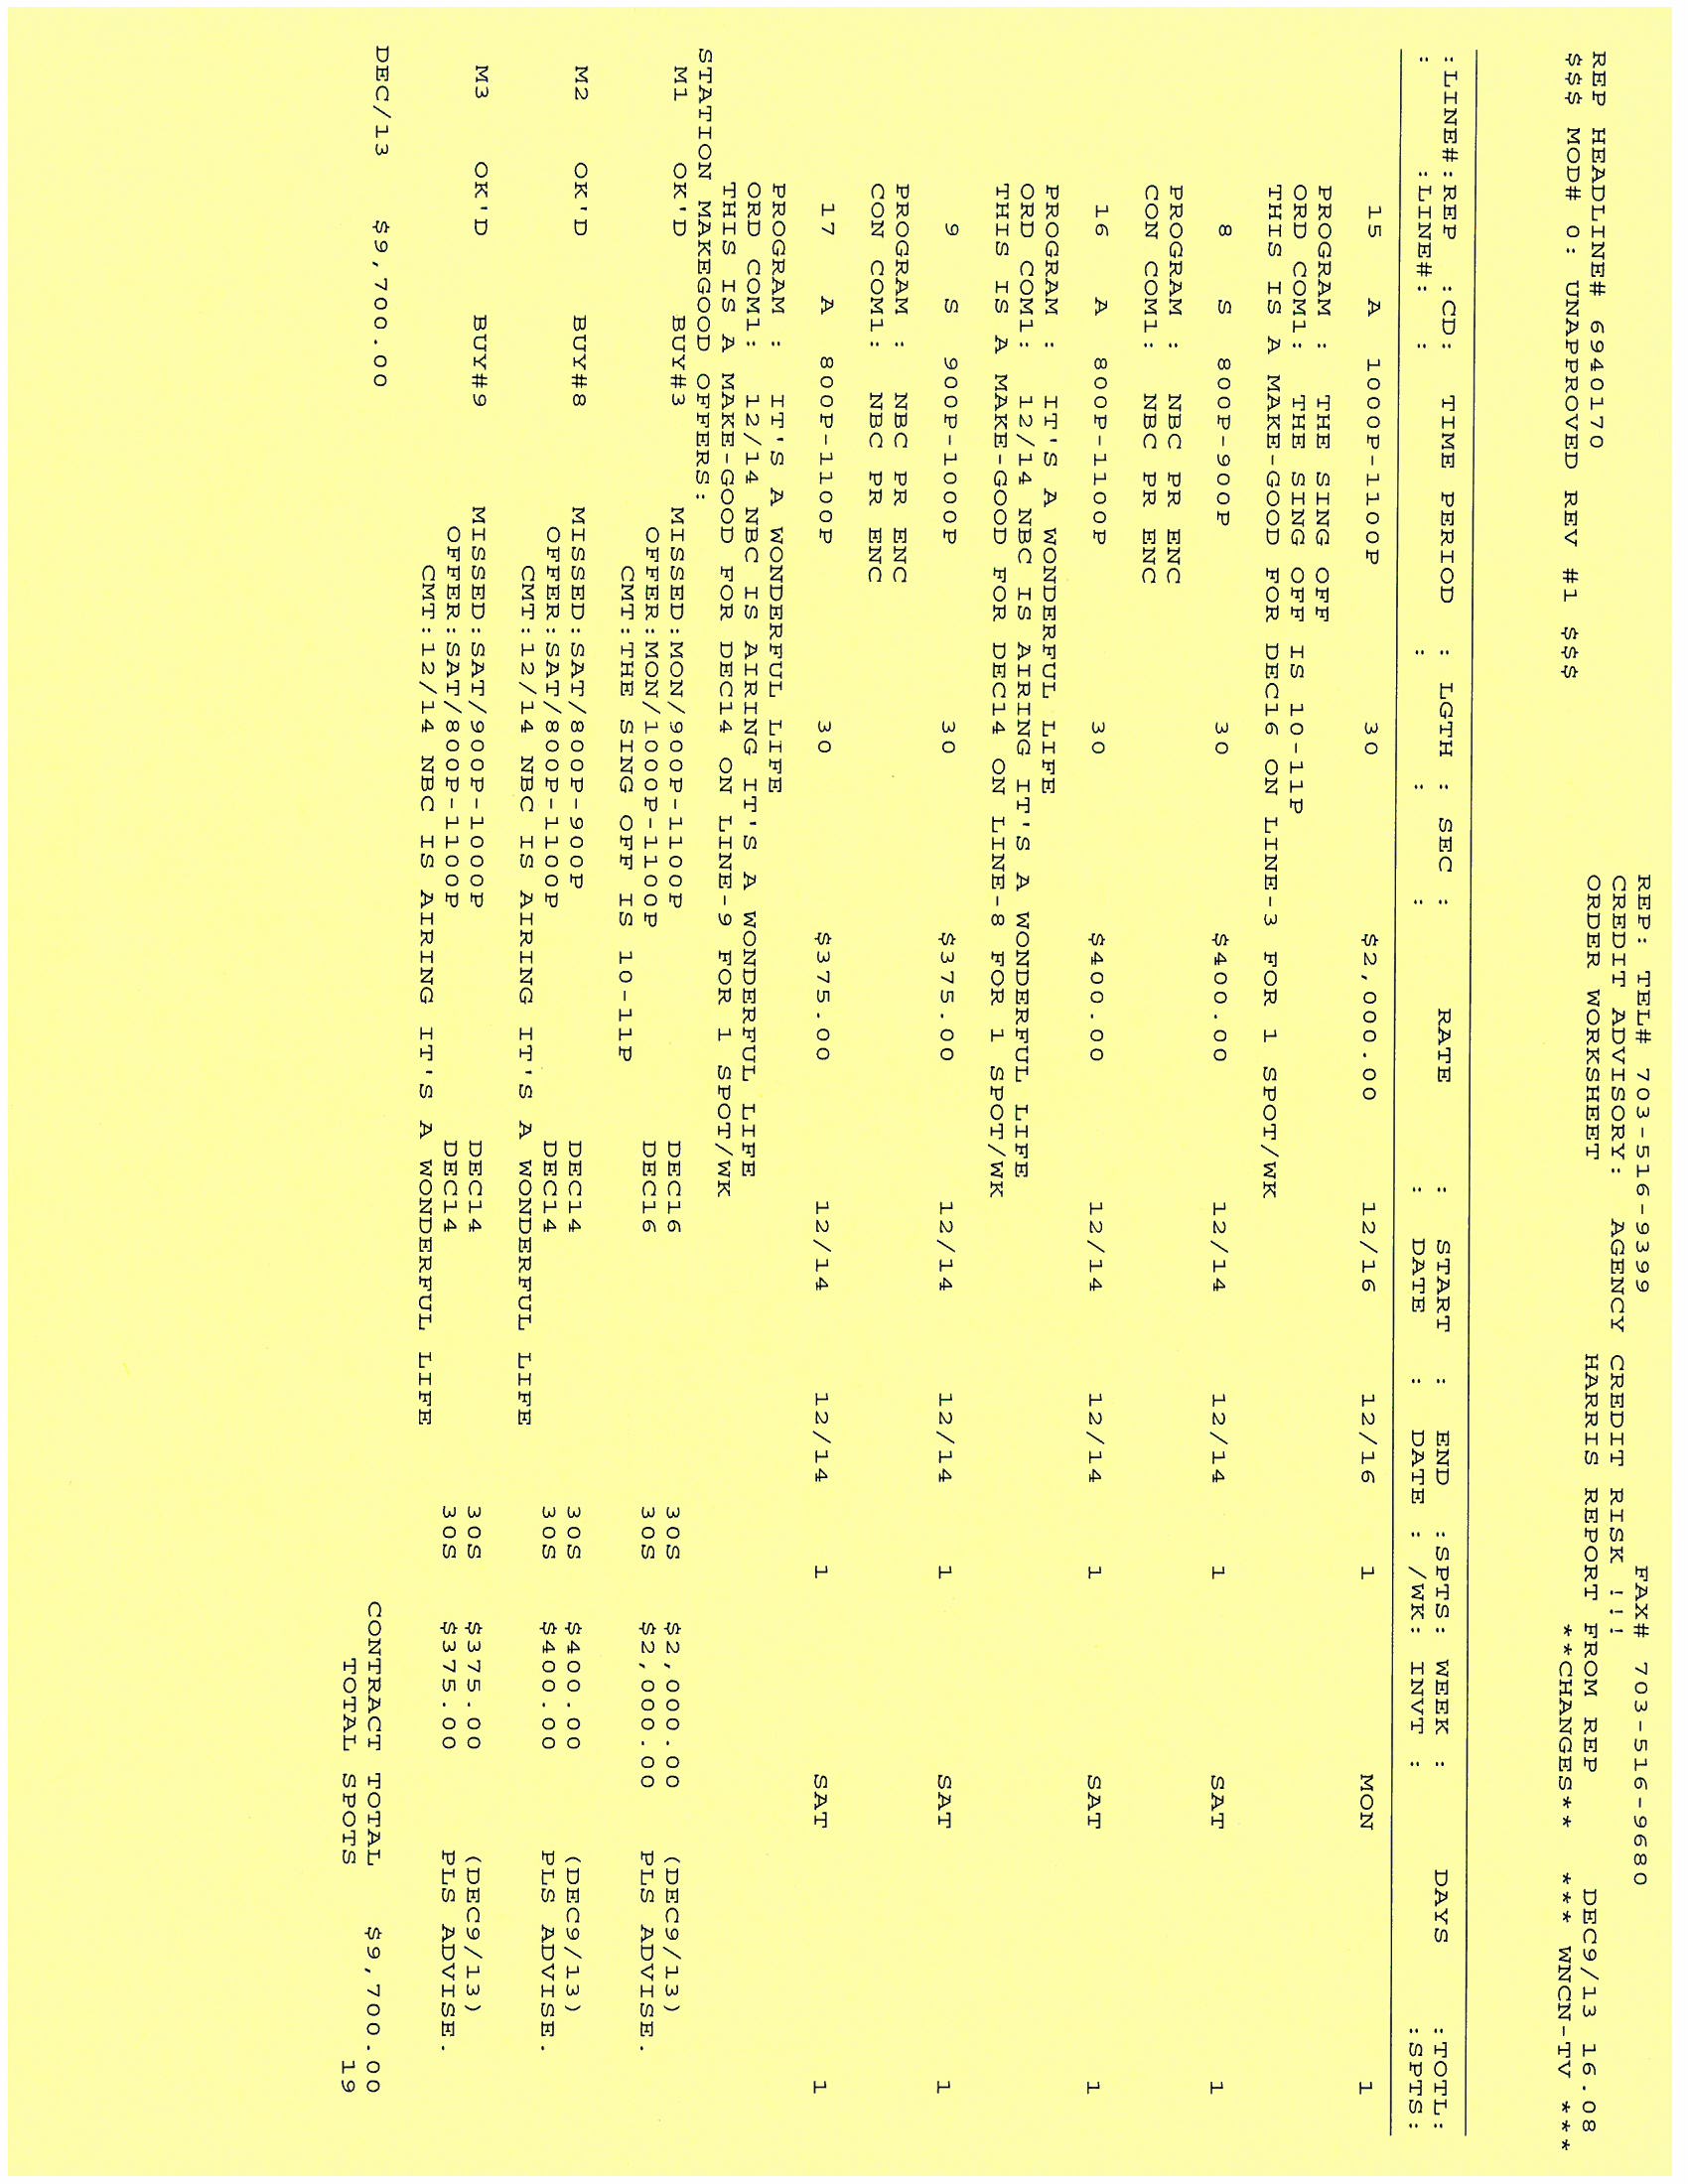 REP: TEL# 703-516-9399 FAX# 703-516-9680
CREDIT ADVISORY: AGENCY CREDIT RISK !!!
REP HEADLINE# 6940170 ORDER WORKSHEET HARRIS REPORT FROM REP DEC9/13 16.08
$$$ MOD# 0: UNAPPROVED REV #1 $$$ **CHANGES** *** WNCN-TV ***
:LINE#:REP :CD: TIME PERIOD : LGTH : SEC : RATE : START : END :SPTS: WEEK : DAYS :TOTL:
: :LINE#: : : : : : DATE : DATE : /WK: INVT : :SPTS:
15 A 1000P-1100P 30 $2,000.00 12/16 12/16 1 MON 1
PROGRAM : THE SING OFF
ORD COM1: THE SING OFF IS 10-11P
THIS IS A MAKE-GOOD FOR DEC16 ON LINE-3 FOR 1 SPOT/WK
8 S 800P-900P 30 $400.00 12/14 12/14 1 SAT 1
PROGRAM : NBC PR ENC
CON COM1: NBC PR ENC
16 A 800P-1100P 30 $400.00 12/14 12/14 1 SAT 1
PROGRAM : IT'S A WONDERFUL LIFE
ORD COM1: 12/14 NBC IS AIRING IT'S A WONDERFUL LIFE
THIS IS A MAKE-GOOD FOR DEC14 ON LINE-8 FOR 1 SPOT/WK
9 S 900P-1000P 30 $375.00 12/14 12/14 1 SAT 1
PROGRAM : NBC PR ENC
CON COM1: NBC PR ENC
17 A 800P-1100P 30 $375.00 12/14 12/14 1 SAT 1
PROGRAM : IT'S A WONDERFUL LIFE
ORD COM1: 12/14 NBC IS AIRING IT'S A WONDERFUL LIFE
THIS IS A MAKE-GOOD FOR DEC14 ON LINE-9 FOR 1 SPOT/WK
STATION MAKEGOOD OFFERS:
M1 OK'D BUY#3 MISSED:MON/900P-1100P DEC16 30S $2,000.00 (DEC9/13)
OFFER:MON/1000P-1100P DEC16 30S $2,000.00 PLS ADVISE.
CMT:THE SING OFF IS 10-11P
M2 OK'D BUY#8 MISSED:SAT/800P-900P DEC14 30S $400.00 (DEC9/13)
OFFER:SAT/800P-1100P DEC14 30S $400.00 PLS ADVISE.
CMT:12/14 NBC IS AIRING IT'S A WONDERFUL LIFE
M3 OK'D BUY#9 MISSED:SAT/900P-1000P DEC14 30S $375.00 (DEC9/13)
OFFER:SAT/800P-1100P DEC14 30S $375.00 PLS ADVISE.
CMT:12/14 NBC IS AIRING IT'S A WONDERFUL LIFE
DEC/13 $9,700.00 CONTRACT TOTAL $9,700.00
TOTAL SPOTS 19